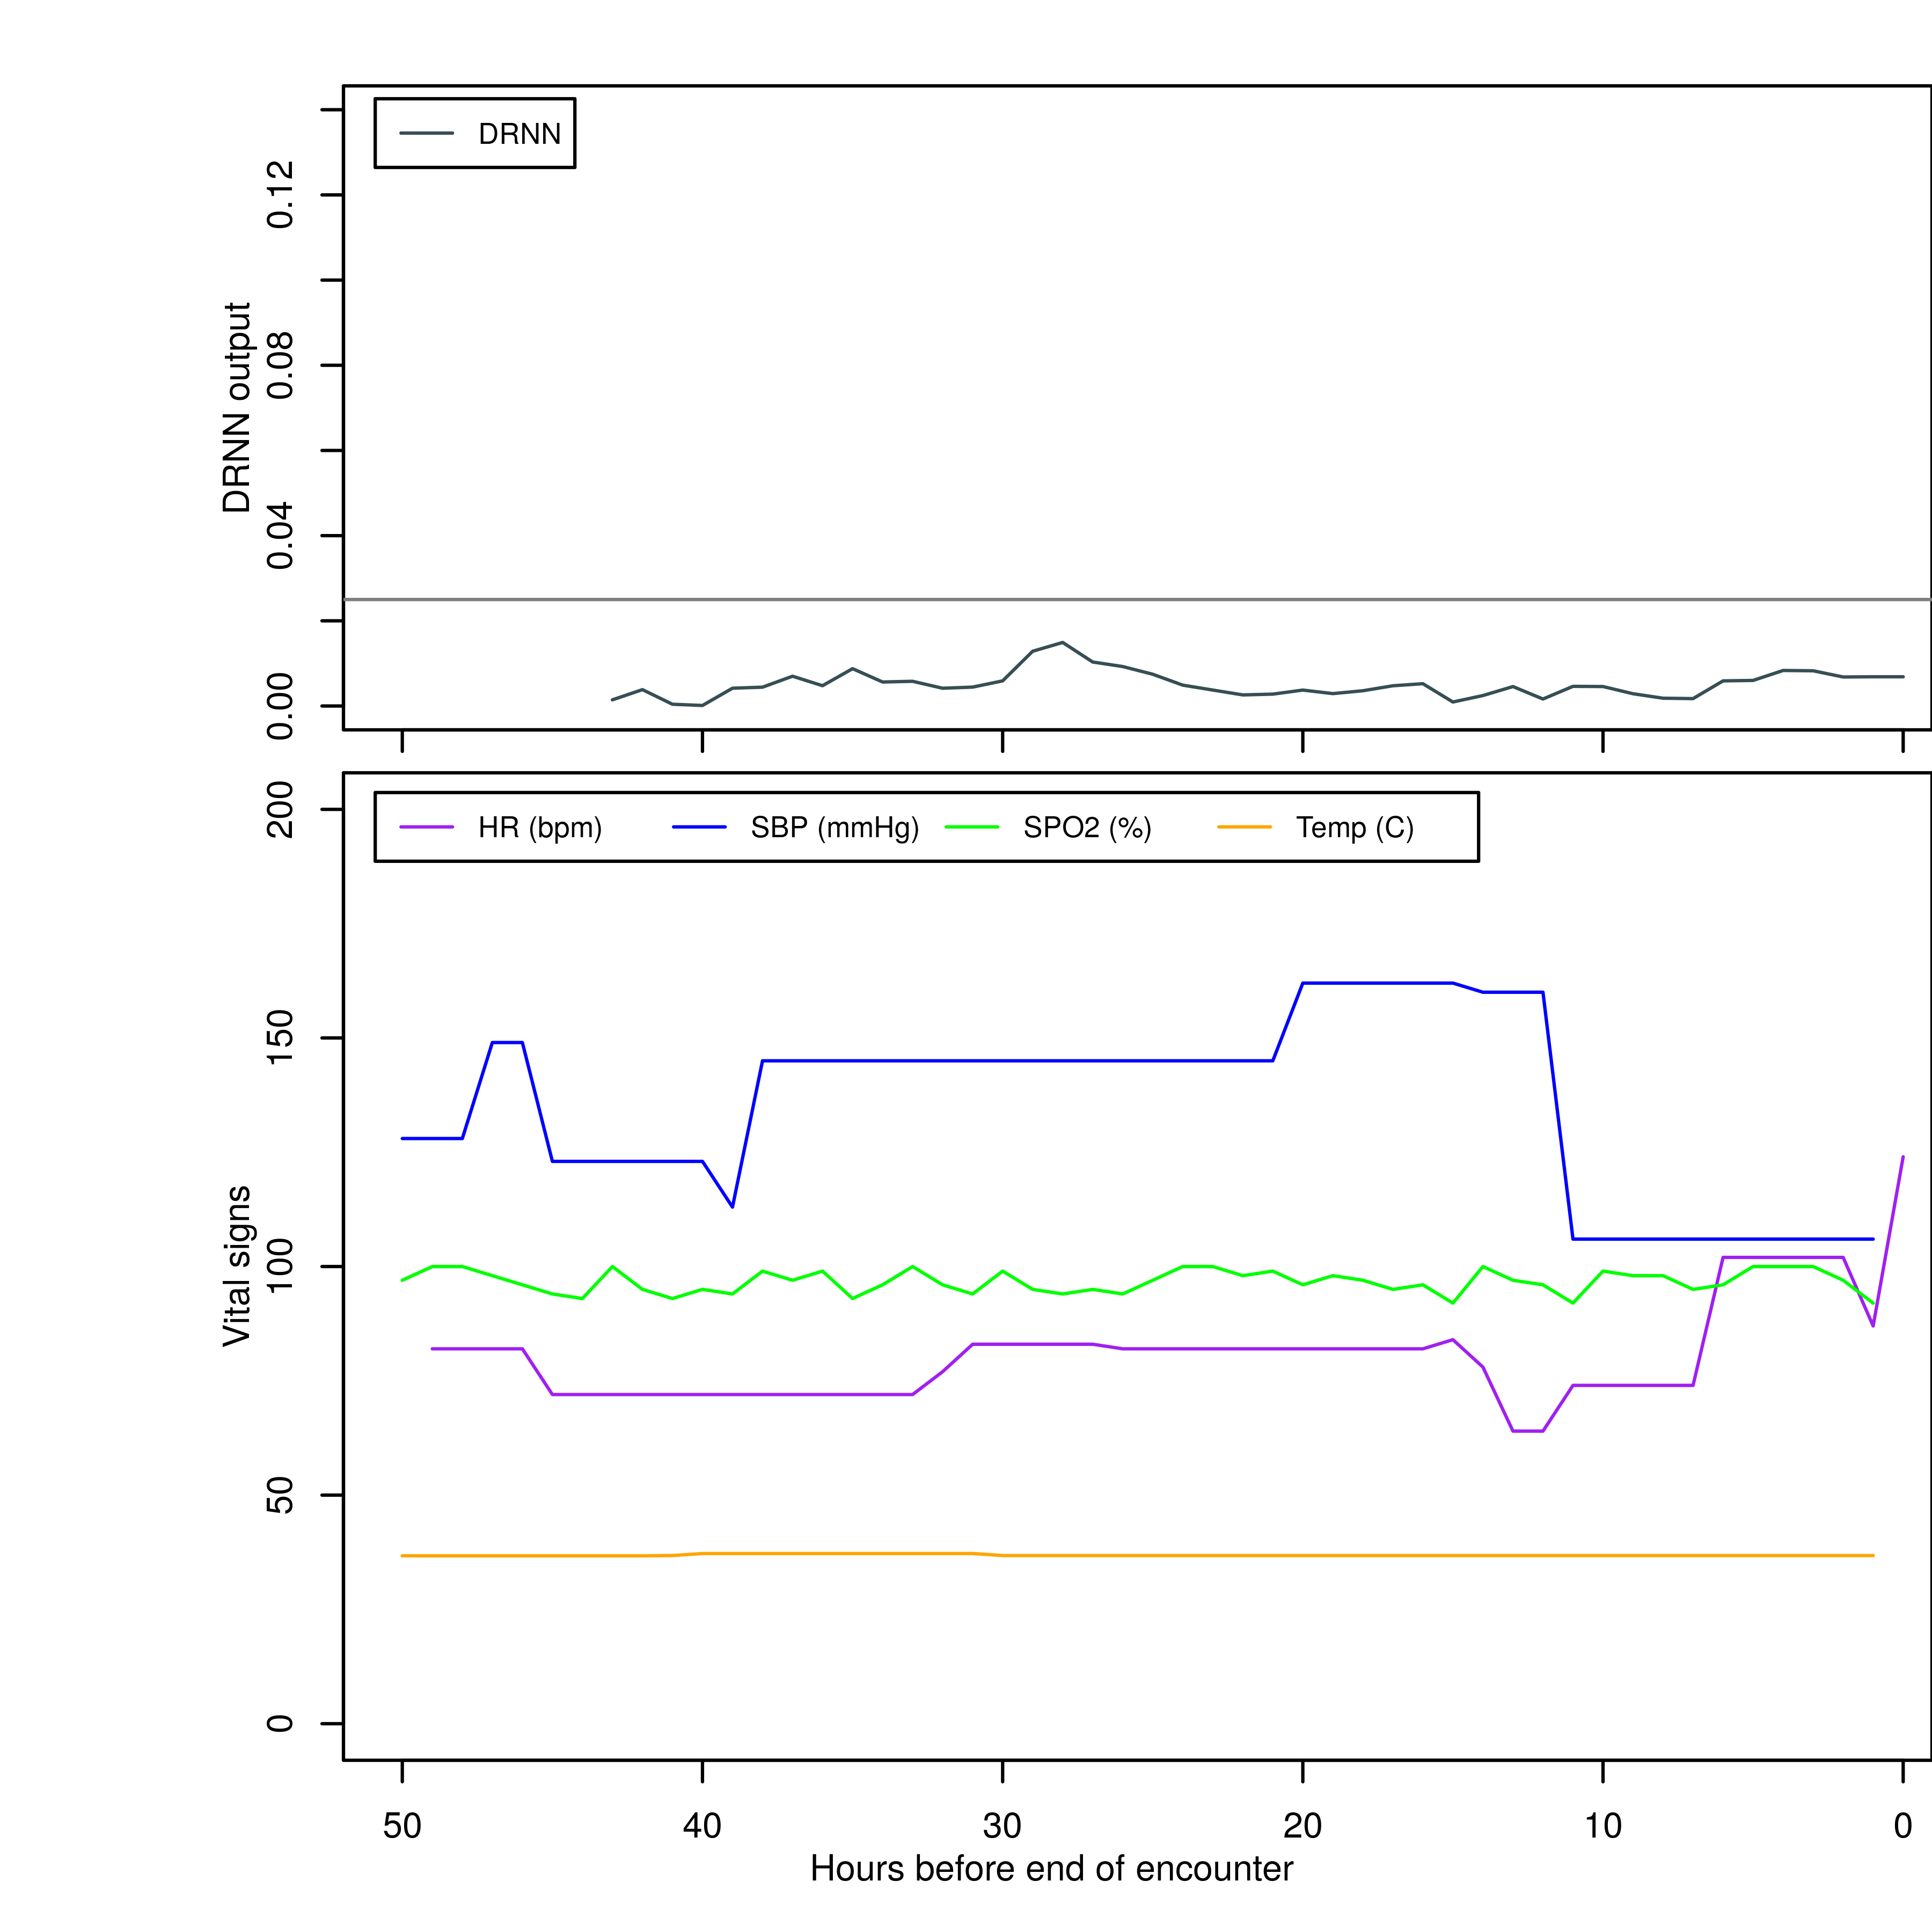 DRNN
0.12
0.08
0.04
0.00
DRNN output
HR (bpm) SBP (mmHg) SPO2 (%) Temp (C)
200
150
100
50
0
Vital signs
50 40 30 20 10 0
Hours before end of encounter